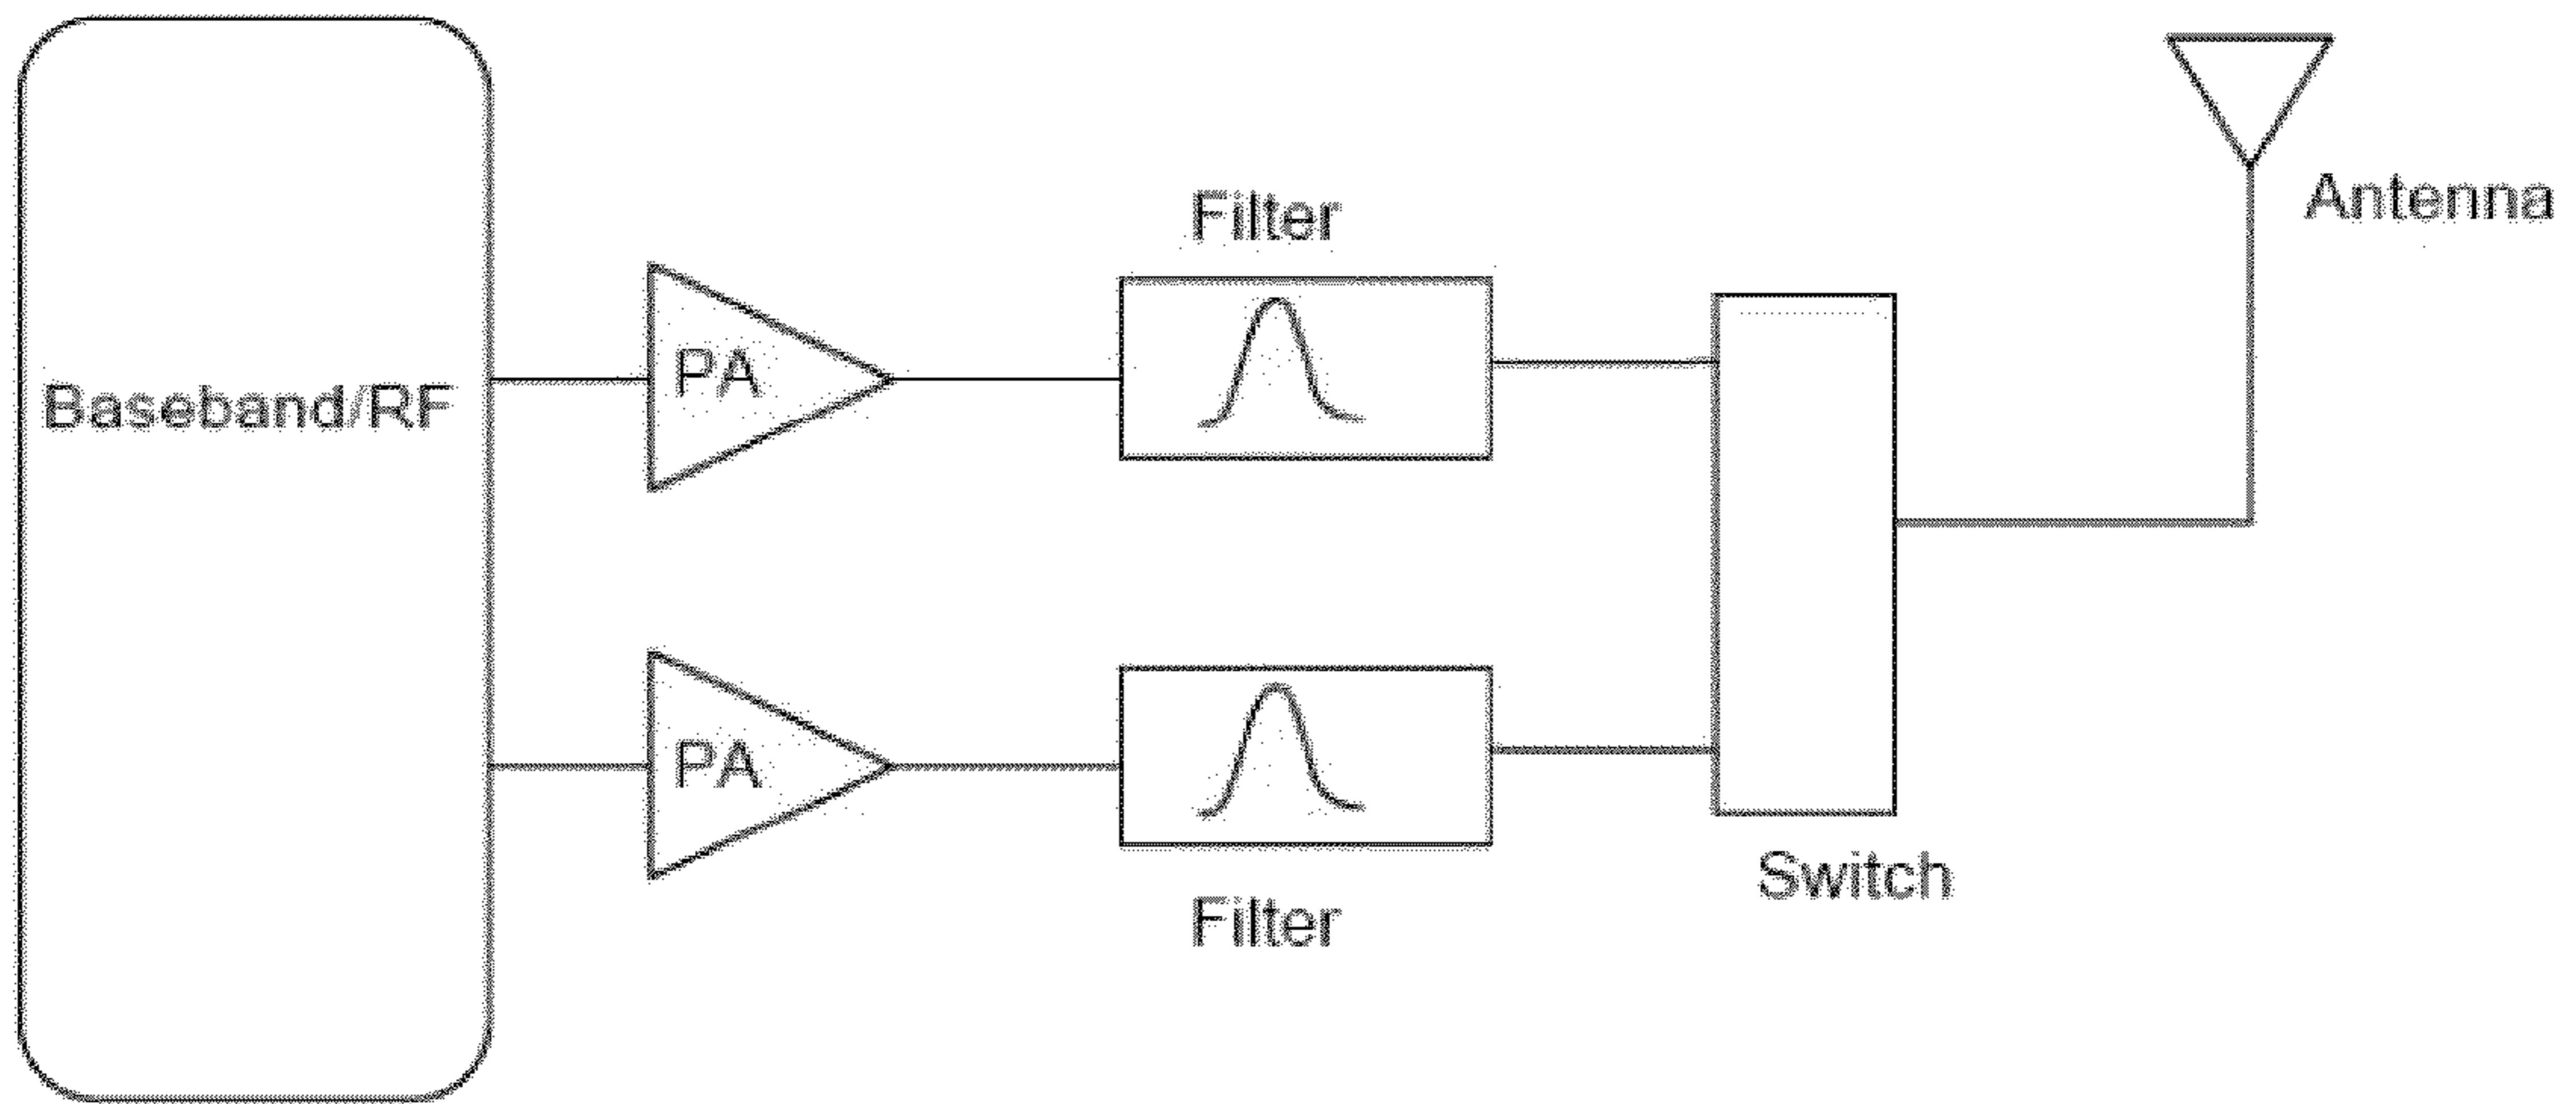 Baseband/RF
PA
Filter
Antenna
PA
Filter
Switch